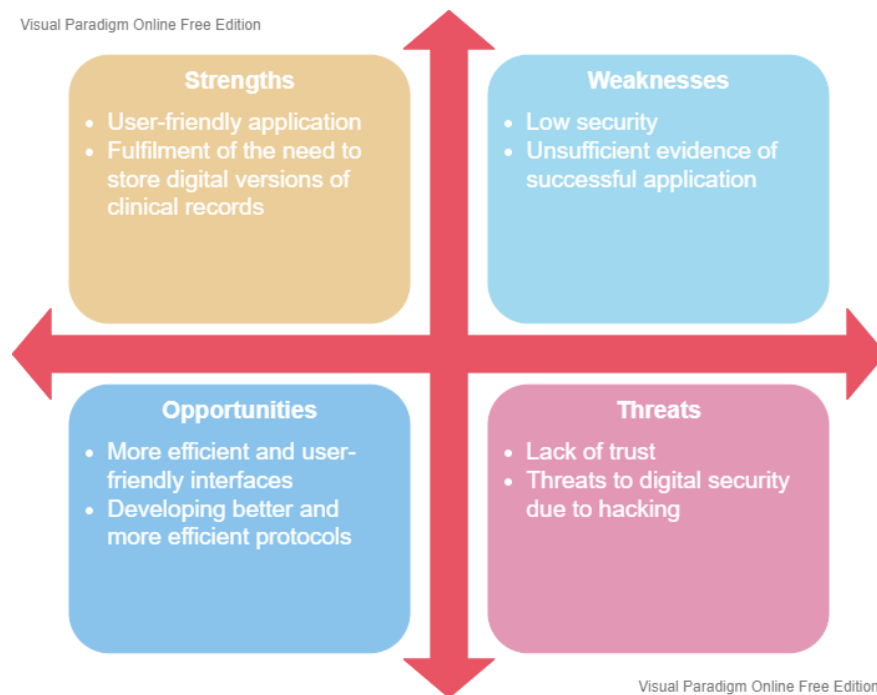 Visual Paradigm Online Free Edition
Strengths
• User-friendly application
• Fulfilment of the need to
store digital versions of
clinical records
Weaknesses
• Low security
• Unsufficient evidence of
successful application
Opportunities
• More efficient and user-
friendly interfaces
• Developing better and
more efficient protocols
Threats
• Lack of trust
• Threats to digital security
due to hacking
Visual Paradigm Online Free Edition